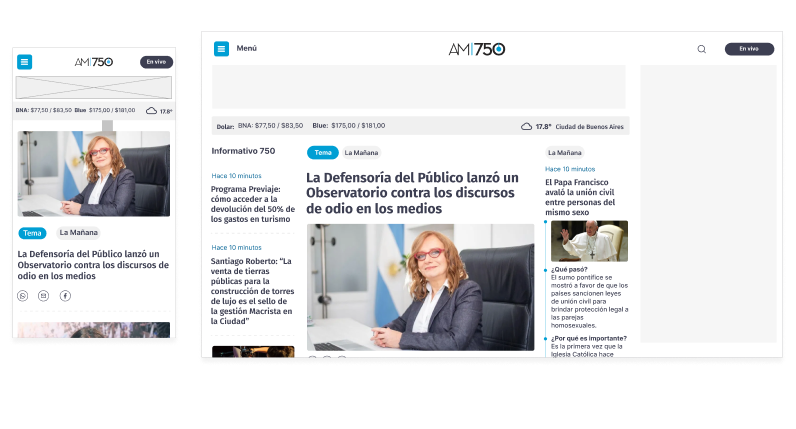 AM|750
En vivo
BNA: $77,50 / $83,50 Blue $175,00 / $181,00
17.8°
Tema
La Mañana
La Defensoría del Público lanzó un
Observatorio contra los discursos de
odio en los medios
Menú
AM|750
En vivo
Dolar: BNA: $77,50 / $83,50 Blue: $175,00 / $181,00
17.8° Ciudad de Buenos Aires
Informativo 750
Hace 10 minutos
Programa Previaje:
cómo acceder a la
devolución del 50% de
los gastos en turismo
Hace 10 minutos
Santiago Roberto: “La
venta de tierras
públicas para la
construcción de torres
de lujo es el sello de
la gestión Macrista en
la Ciudad”
Tema
La Mañana
La Defensoría del Público lanzó un
Observatorio contra los discursos
de odio en los medios
La Mañana
Hace 10 minutos
El Papa Francisco
avaló la unión civil
entre personas del
mismo sexo
¿Qué pasó?
El sumo pontífice se
mostró a favor de que los
países sancionen leyes
de unión civil para
brindar protección legal a
las parejas
homosexuales.
¿Por qué es importante?
Es la primera vez que la
Iglesia Católica hace